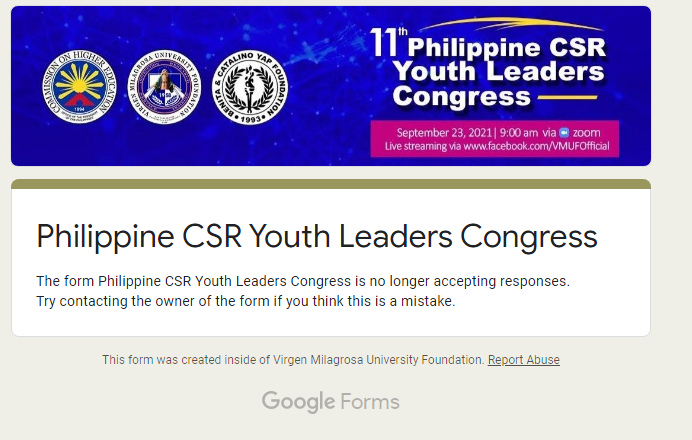 COMMISSION ON HIGHER EDUCATION
1994
VIRGEN MILAGROSA UNIVERSITY FOUNDATION
BENITA & CATALINO YAP FOUNDATION
• 1993 •
11th Philippine CSR
Youth Leaders
Congress
September 23, 2021| 9:00 am via zoom
Live streaming via www.facebook.com/VMUFOfficial
Philippine CSR Youth Leaders Congress
The form Philippine CSR Youth Leaders Congress is no longer accepting responses.
Try contacting the owner of the form if you think this is a mistake.
This form was created inside of Virgen Milagrosa University Foundation. Report Abuse
Google Forms